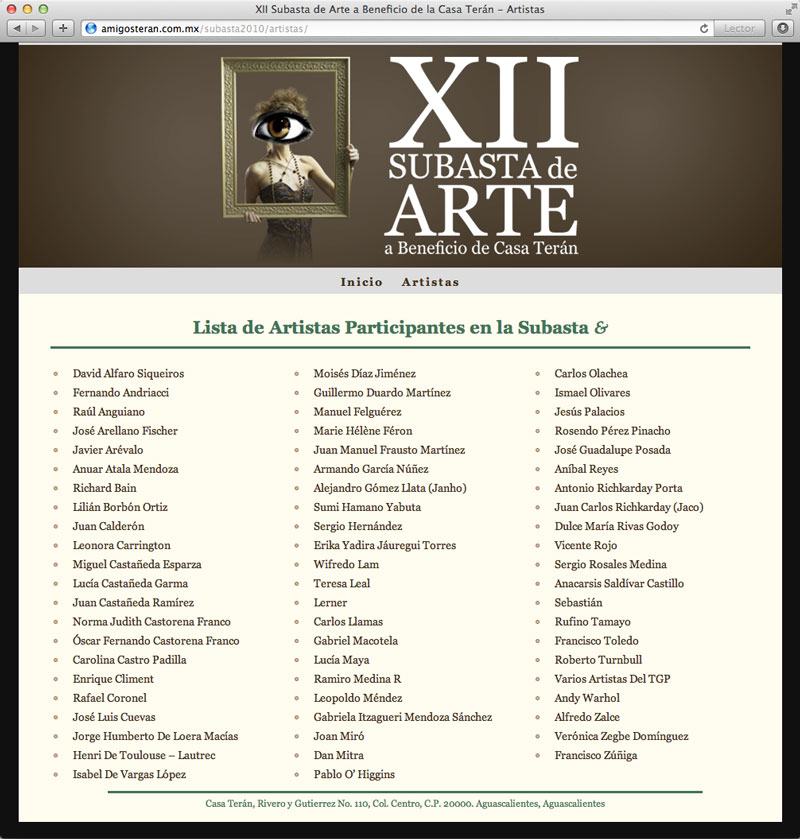 XII Subasta de Arte a Beneficio de la Casa Terán – Artistas
amigosteran.com.mx/subasta2010/artistas/
Lector
XII
SUBASTA de
ARTE
a Beneficio de Casa Terán
Inicio Artistas
Lista de Artistas Participantes en la Subasta &
David Alfaro Siqueiros
Fernando Andriacci
Raúl Anguiano
José Arellano Fischer
Javier Arévalo
Anuar Atala Mendoza
Richard Bain
Lilián Borbón Ortiz
Juan Calderón
Leonora Carrington
Miguel Castañeda Esparza
Lucía Castañeda Garma
Juan Castañeda Ramírez
Norma Judith Castorena Franco
Óscar Fernando Castorena Franco
Carolina Castro Padilla
Enrique Climent
Rafael Coronel
José Luis Cuevas
Jorge Humberto De Loera Macías
Henri De Toulouse – Lautrec
Isabel De Vargas López
Moisés Díaz Jiménez
Guillermo Duardo Martínez
Manuel Felguérez
Marie Hélène Féron
Juan Manuel Frausto Martínez
Armando García Núñez
Alejandro Gómez Llata (Janho)
Sumi Hamano Yabuta
Sergio Hernández
Erika Yadira Jáuregui Torres
Wifredo Lam
Teresa Leal
Lerner
Carlos Llamas
Gabriel Macotela
Lucía Maya
Ramiro Medina R
Leopoldo Méndez
Gabriela Itzagueri Mendoza Sánchez
Joan Miró
Dan Mitra
Pablo O' Higgins
Carlos Olachea
Ismael Olivares
Jesús Palacios
Rosendo Pérez Pinacho
José Guadalupe Posada
Aníbal Reyes
Antonio Richkarday Porta
Juan Carlos Richkarday (Jaco)
Dulce María Rivas Godoy
Vicente Rojo
Sergio Rosales Medina
Anacarsis Saldívar Castillo
Sebastián
Rufino Tamayo
Francisco Toledo
Roberto Turnbull
Varios Artistas Del TGP
Andy Warhol
Alfredo Zalce
Verónica Zegbe Domínguez
Francisco Zúñiga
Casa Terán, Rivero y Gutierrez No. 110, Col. Centro, C.P. 20000. Aguascalientes, Aguascalientes